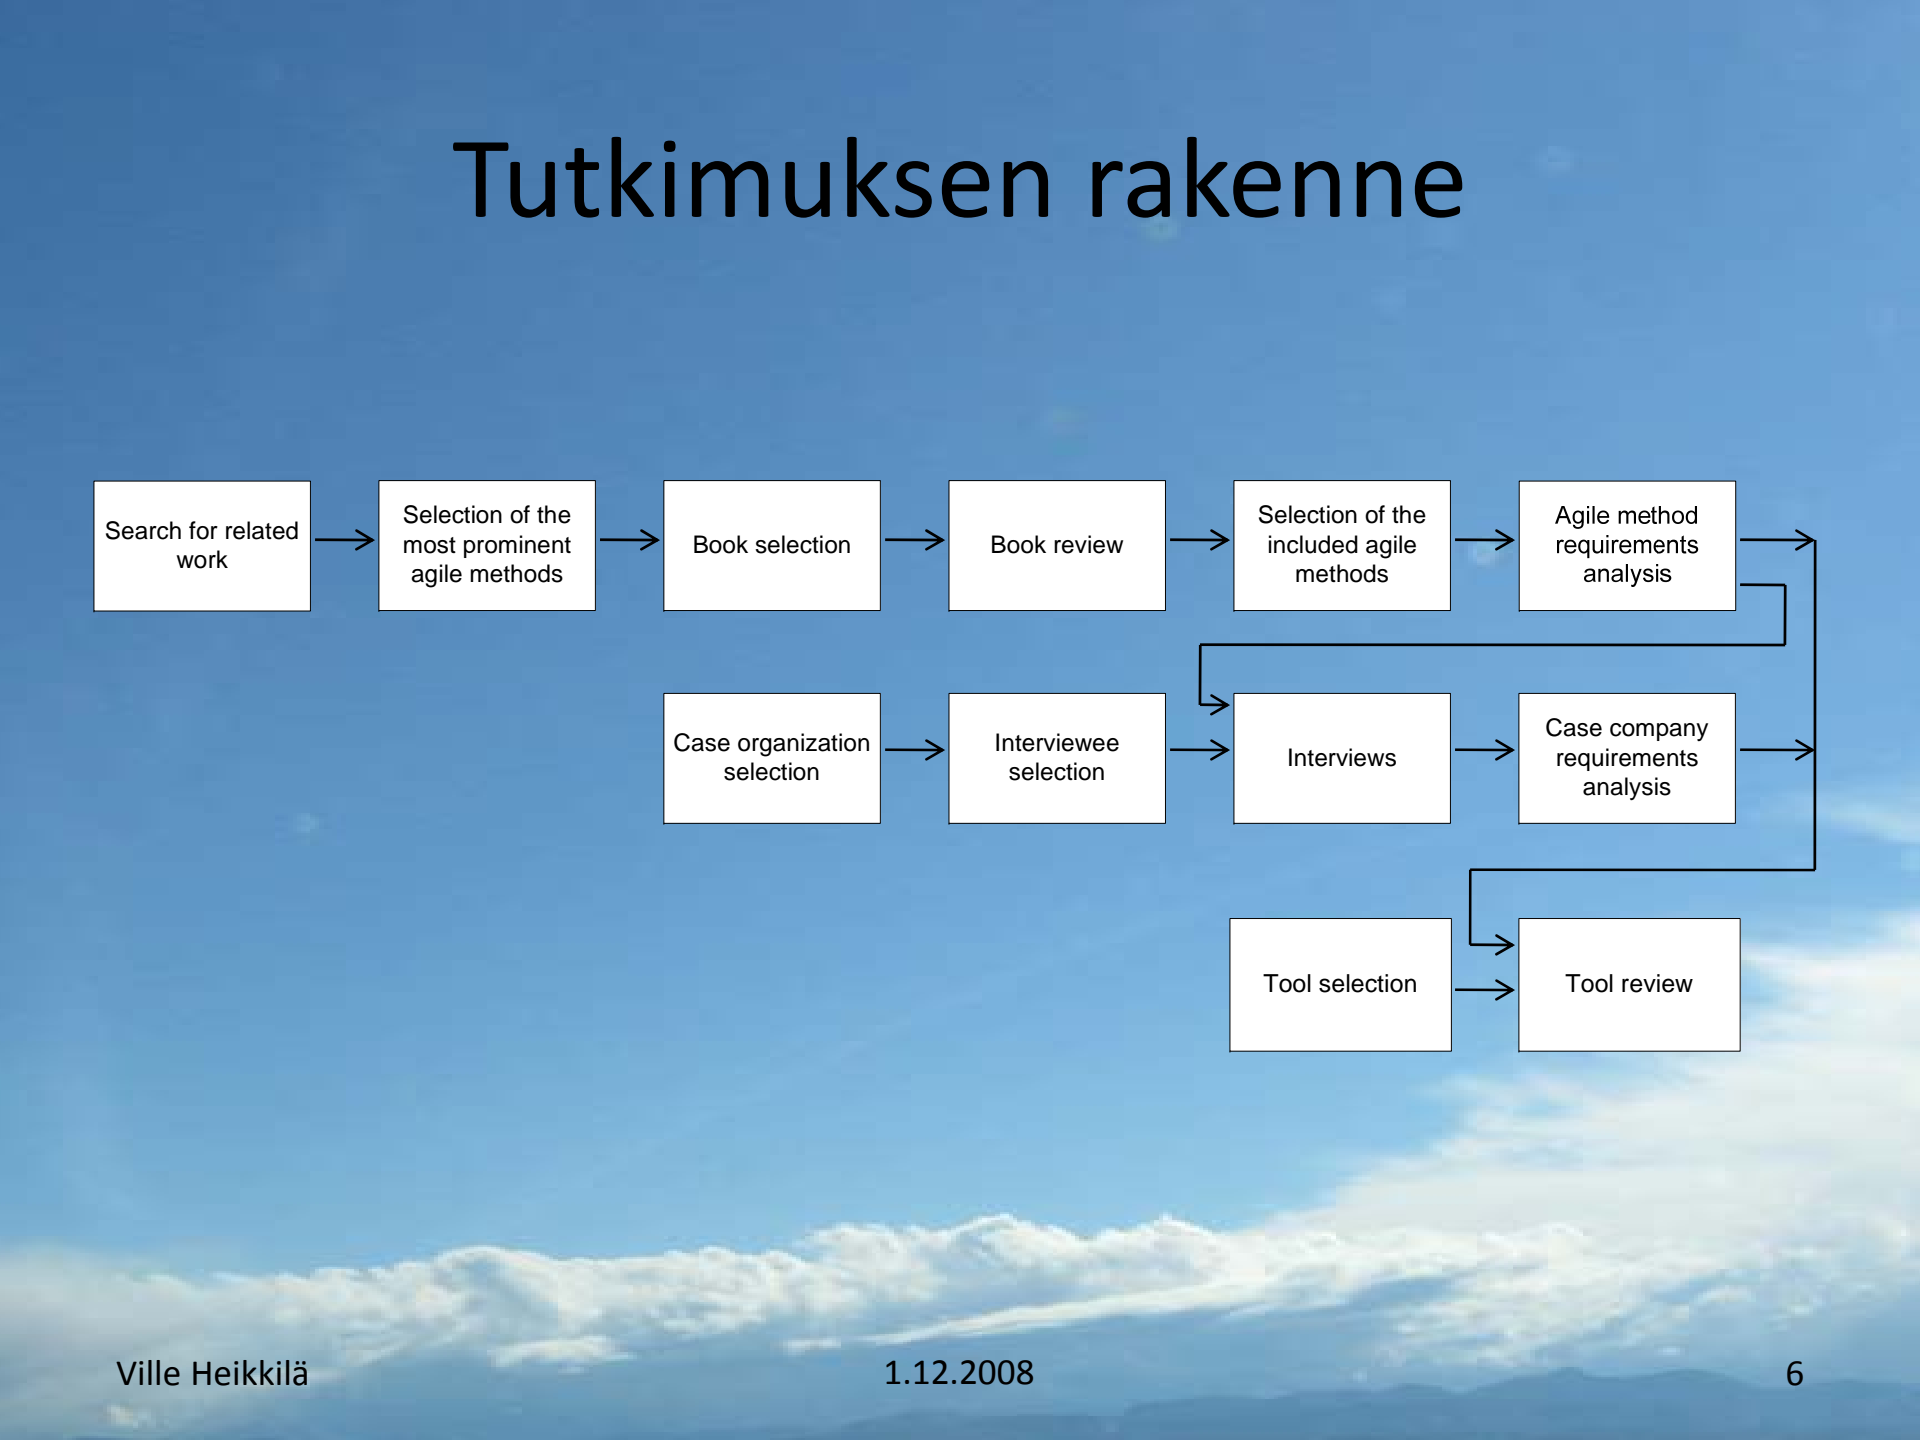 Tutkimuksen rakenne
Search for related
work
Selection of the
most prominent
agile methods
Book selection
Book review
Selection of the
included agile
methods
Agile method
requirements
analysis
Case organization
selection
Interviewee
selection
Interviews
Case company
requirements
analysis
Tool selection
Tool review
Ville Heikkilä
1.12.2008
6